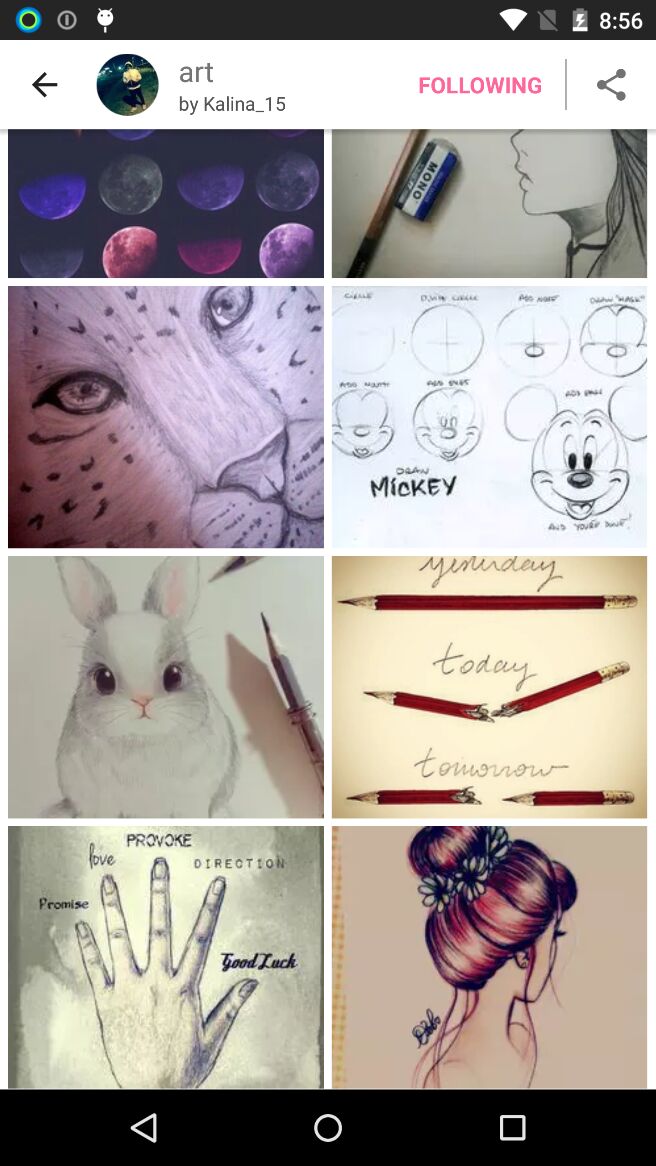 8:56
art
by Kalina_15
FOLLOWING
MONO
CIRCLE
DIVIDE CIRCLE
ADD NOSE
DRAW "MASK"
ADD MOUTH
ADD EYES
ADD EARS
DRAW
MICKEY
AND YOU'RE DONE!
yesterday
today
tomorrow
PROVOKE
love
DIRECTION
Promise
Good Luck